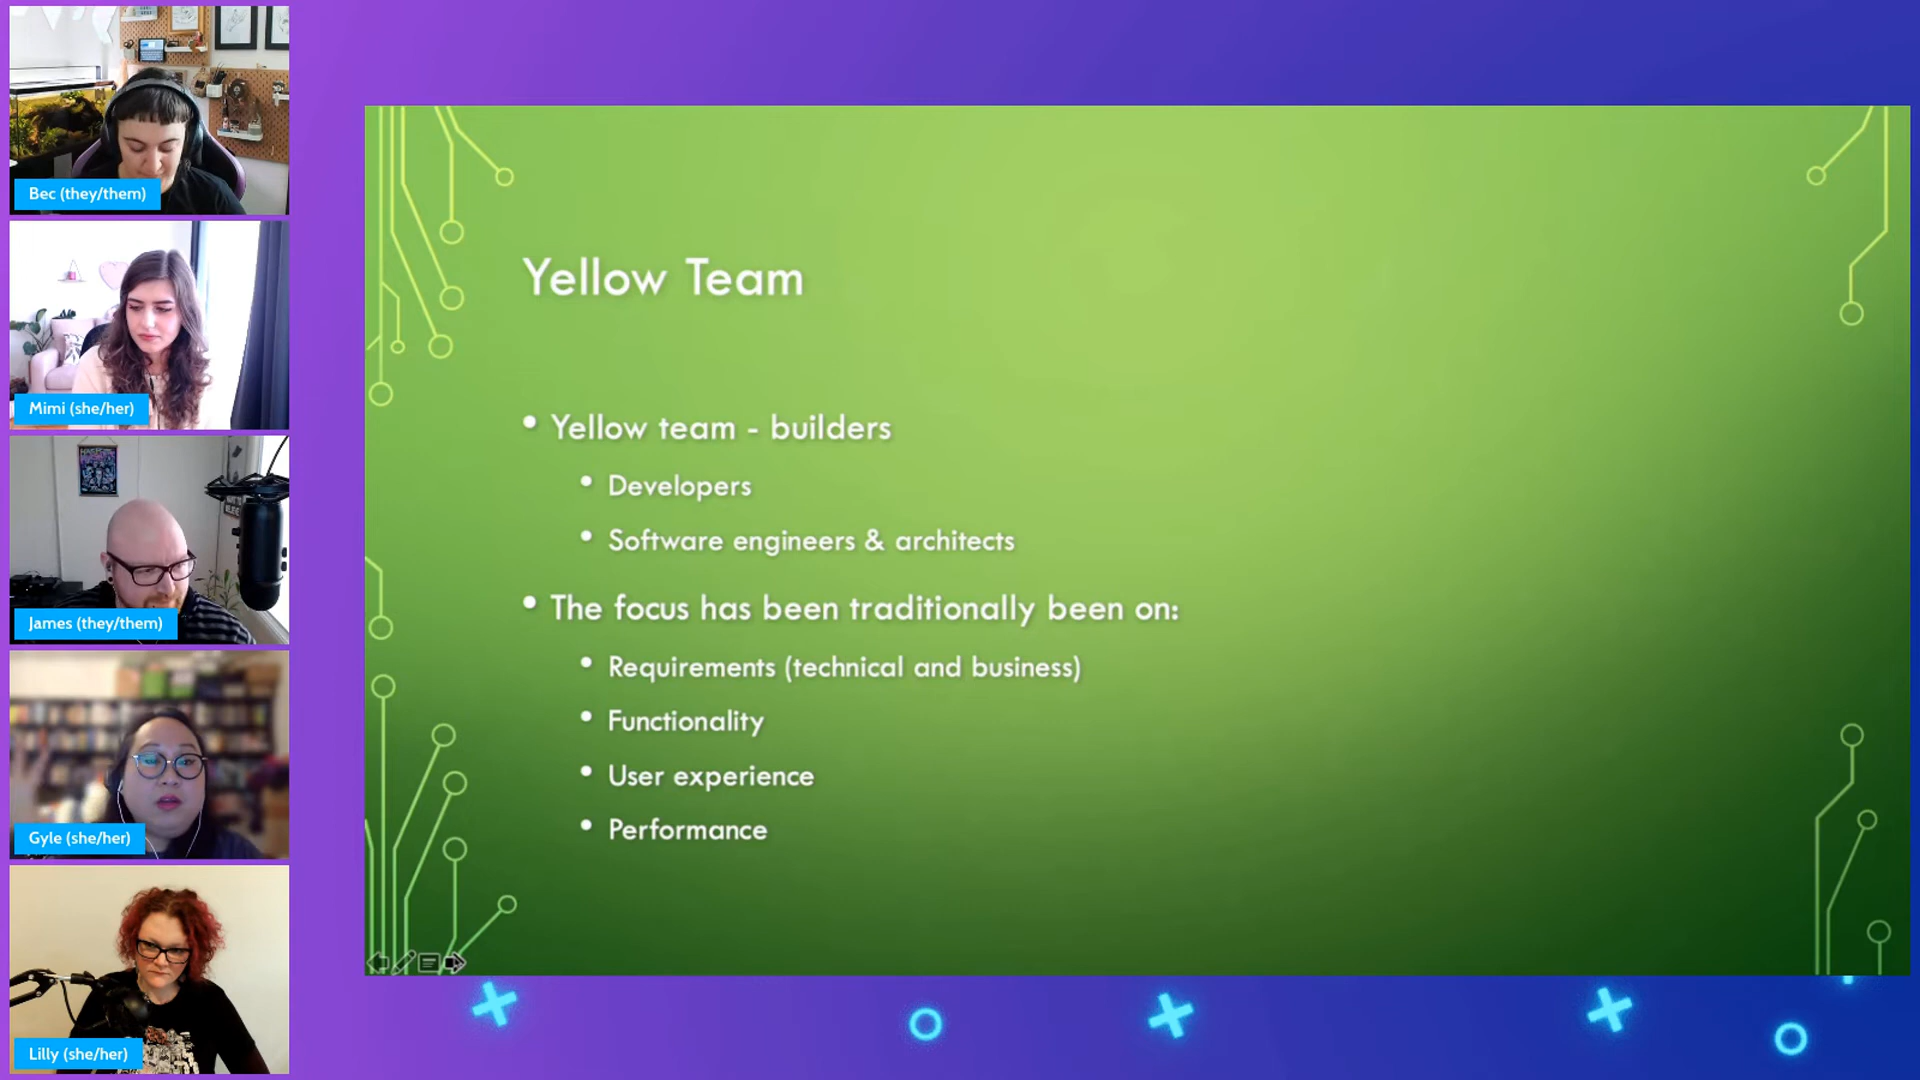 Bec (they/them)
Mimi (she/her)
James (they/them)
Gyle (she/her)
Lilly (she/her)
Yellow Team
• Yellow team - builders
• Developers
• Software engineers & architects
• The focus has been traditionally been on:
• Requirements (technical and business)
• Functionality
• User experience
• Performance